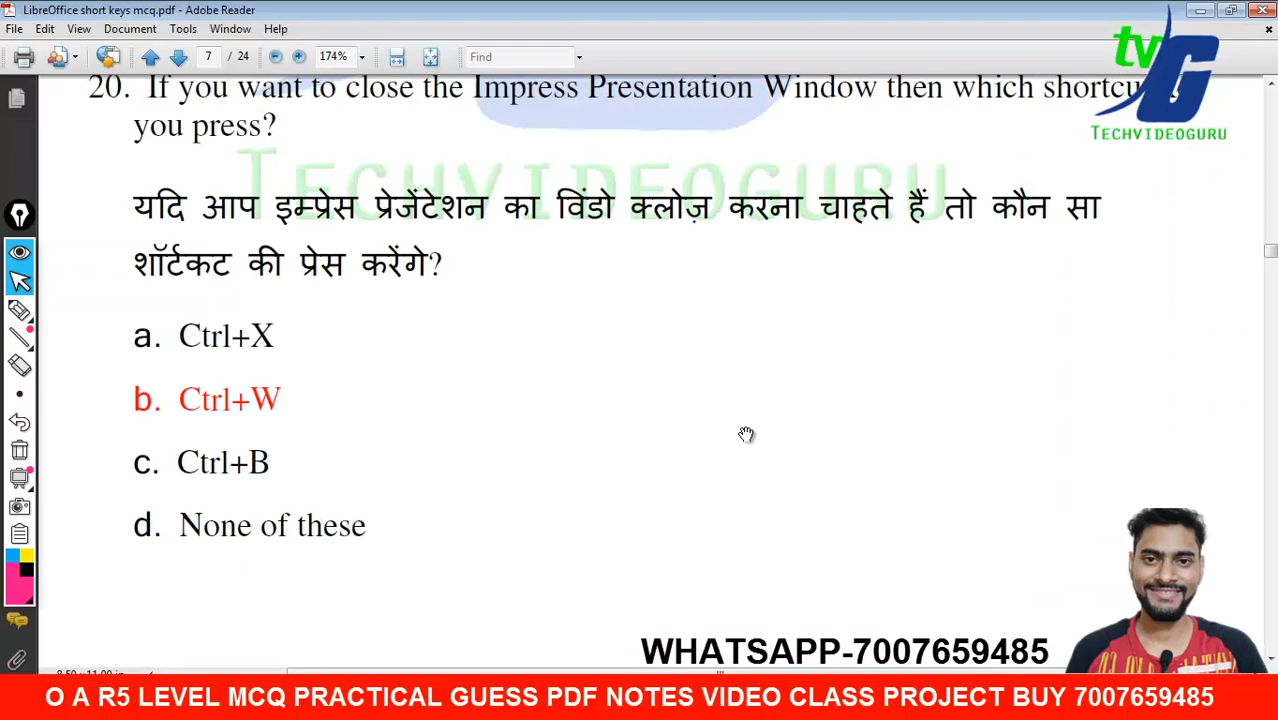 LibreOffice short keys mcq.pdf - Adobe Reader
File Edit View Document Tools Window Help
7 / 24 174% Find
tv G
TECHVIDEOGURU
20. If you want to close the Impress Presentation Window then which
you press?
TECHVIDEOGURU
यदि आप इम्प्रेस प्रेजेंटेशन का विंडो क्लोज़ करना चाहते हैं तो कौन सा
शॉर्टकट की प्रेस करेंगे?
a. Ctrl+X
b. Ctrl+W
c. Ctrl+B
d. None of these
WHATSAPP-7007659485
O A R5 LEVEL MCQ PRACTICAL GUESS PDF NOTES VIDEO CLASS PROJECT BUY 7007659485